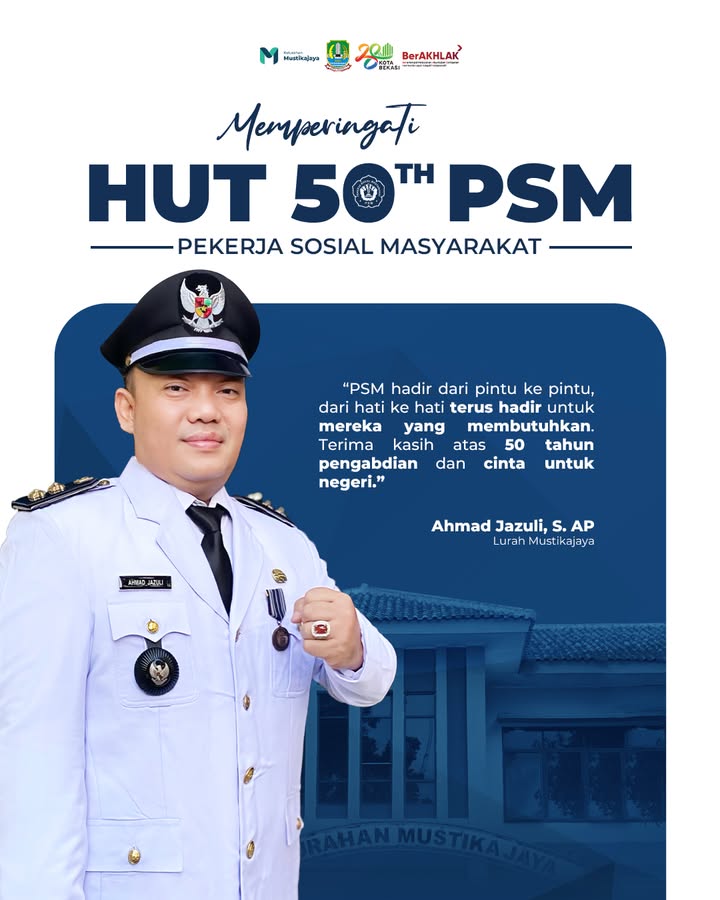 Kelurahan
Mustikajaya
28
KOTA
BEKASI
BerAKHLAK
Memperingati
HUT 50TH PSM
PEKERJA SOSIAL MASYARAKAT
“PSM hadir dari pintu ke pintu,
dari hati ke hati terus hadir untuk
mereka yang membutuhkan.
Terima kasih atas 50 tahun
pengabdian dan cinta untuk
negeri.”
Ahmad Jazuli, S. AP
Lurah Mustikajaya
AHMAD JAZULI
URAHAN MUSTIKA JAYA